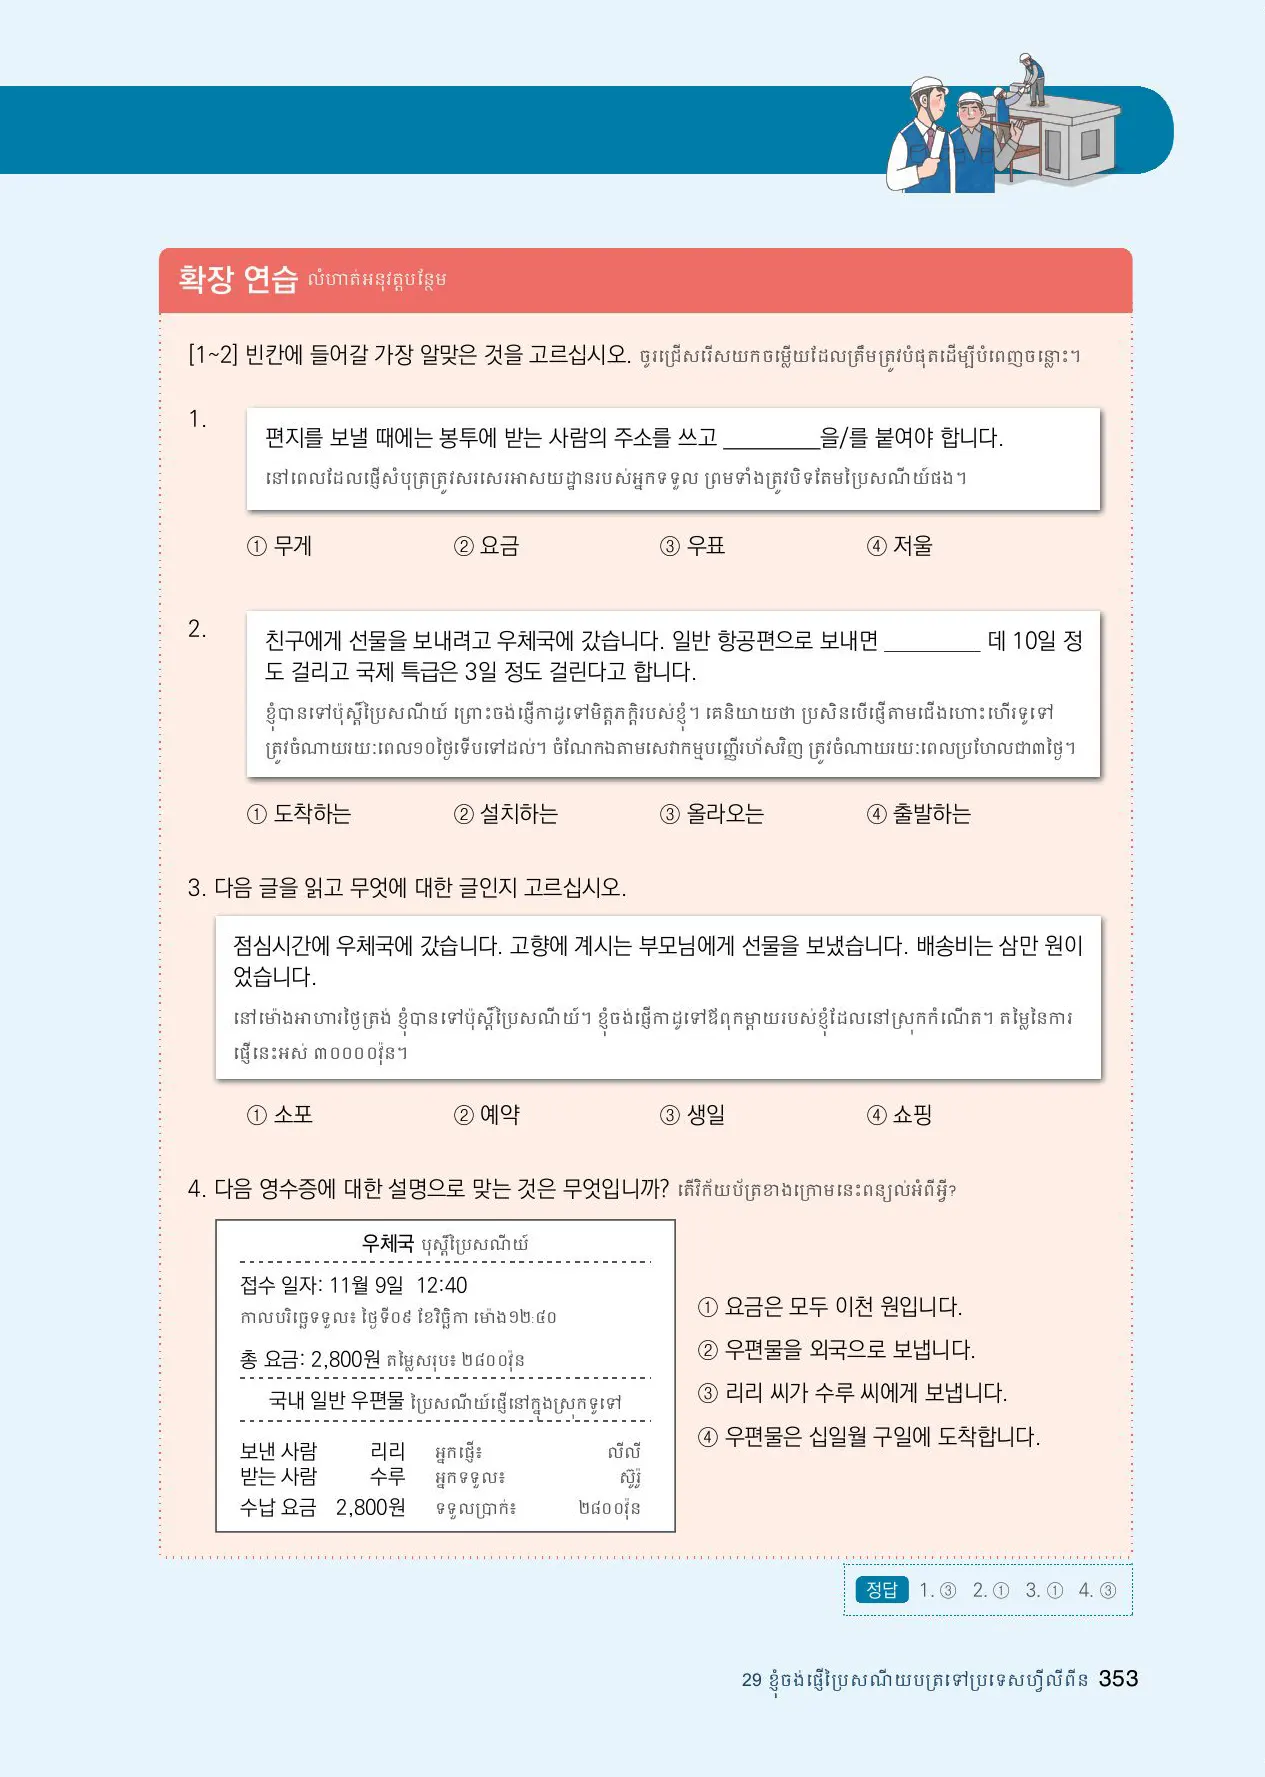 확장 연습 លំហាត់អនុវត្តបន្ថែម
[1~2] 빈칸에 들어갈 가장 알맞은 것을 고르십시오. ចូរជ្រើសរើសយកចម្លើយដែលត្រឹមត្រូវបំផុតដើម្បីបំពេញចន្លោះ។
1.
편지를 보낼 때에는 봉투에 받는 사람의 주소를 쓰고 _________을/를 붙여야 합니다.
នៅពេលដែលផ្ញើសំបុត្រត្រូវសរសេរអាសយដ្ឋានរបស់អ្នកទទួល ព្រមទាំងត្រូវបិទតែមប្រៃសណីយ៍ផង។
① 무게 ② 요금 ③ 우표 ④ 저울
2.
친구에게 선물을 보내려고 우체국에 갔습니다. 일반 항공편으로 보내면 _________ 데 10일 정
도 걸리고 국제 특급은 3일 정도 걸린다고 합니다.
ខ្ញុំបានទៅប៉ុស្តិ៍ប្រៃសណីយ៍ ព្រោះចង់ផ្ញើកាដូទៅមិត្តភក្តិរបស់ខ្ញុំ។ គេនិយាយថា ប្រសិនបើផ្ញើតាមជើងហោះហើរទូទៅ
ត្រូវចំណាយរយៈពេល១០ថ្ងៃទើបទៅដល់។ ចំណែកឯតាមសេវាកម្មបញ្ញើរហ័សវិញ ត្រូវចំណាយរយៈពេលប្រហែលជា៣ថ្ងៃ។
① 도착하는 ② 설치하는 ③ 올라오는 ④ 출발하는
3. 다음 글을 읽고 무엇에 대한 글인지 고르십시오.
점심시간에 우체국에 갔습니다. 고향에 계시는 부모님에게 선물을 보냈습니다. 배송비는 삼만 원이
었습니다.
នៅម៉ោងអាហារថ្ងៃត្រង់ ខ្ញុំបានទៅប៉ុស្តិ៍ប្រៃសណីយ៍។ ខ្ញុំចង់ផ្ញើកាដូទៅឪពុកម្តាយរបស់ខ្ញុំដែលនៅស្រុកកំណើត។ តម្លៃនៃការ
ផ្ញើនេះអស់ ៣០០០០វ៉ុន។
① 소포 ② 예약 ③ 생일 ④ 쇼핑
4. 다음 영수증에 대한 설명으로 맞는 것은 무엇입니까? តើវិក័យប័ត្រខាងក្រោមនេះពន្យល់អំពីអ្វី?
우체국 ប៉ុស្តិ៍ប្រៃសណីយ៍
접수 일자: 11월 9일 12:40
កាលបរិច្ឆេទទទួល៖ ថ្ងៃទី០៩ ខែវិច្ឆិកា ម៉ោង១២:៤០
총 요금: 2,800원 តម្លៃសរុប៖ ២៨០០វ៉ុន
국내 일반 우편물 ប្រៃសណីយ៍ផ្ញើនៅក្នុងស្រុកទូទៅ
보낸 사람 리리 អ្នកផ្ញើ៖ លីលី
받는 사람 수루 អ្នកទទួល៖ ស៊ូរ៉ូ
수납 요금 2,800원 ទទួលប្រាក់៖ ២៨០០វ៉ុន
① 요금은 모두 이천 원입니다.
② 우편물을 외국으로 보냅니다.
③ 리리 씨가 수루 씨에게 보냅니다.
④ 우편물은 십일월 구일에 도착합니다.
정답 1. ③ 2. ① 3. ① 4. ③
29 ខ្ញុំចង់ផ្ញើប្រៃសណីយបត្រទៅប្រទេសហ្វីលីពីន 353